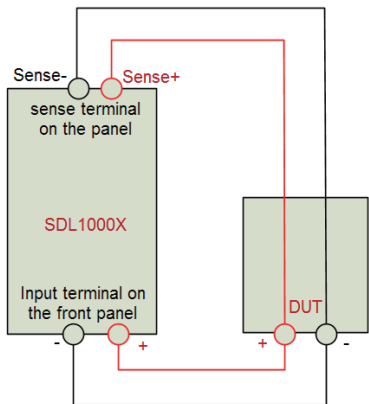 Sense-
Sense+
sense terminal
on the panel
SDL1000X
Input terminal on
the front panel
-
+
DUT
+
-